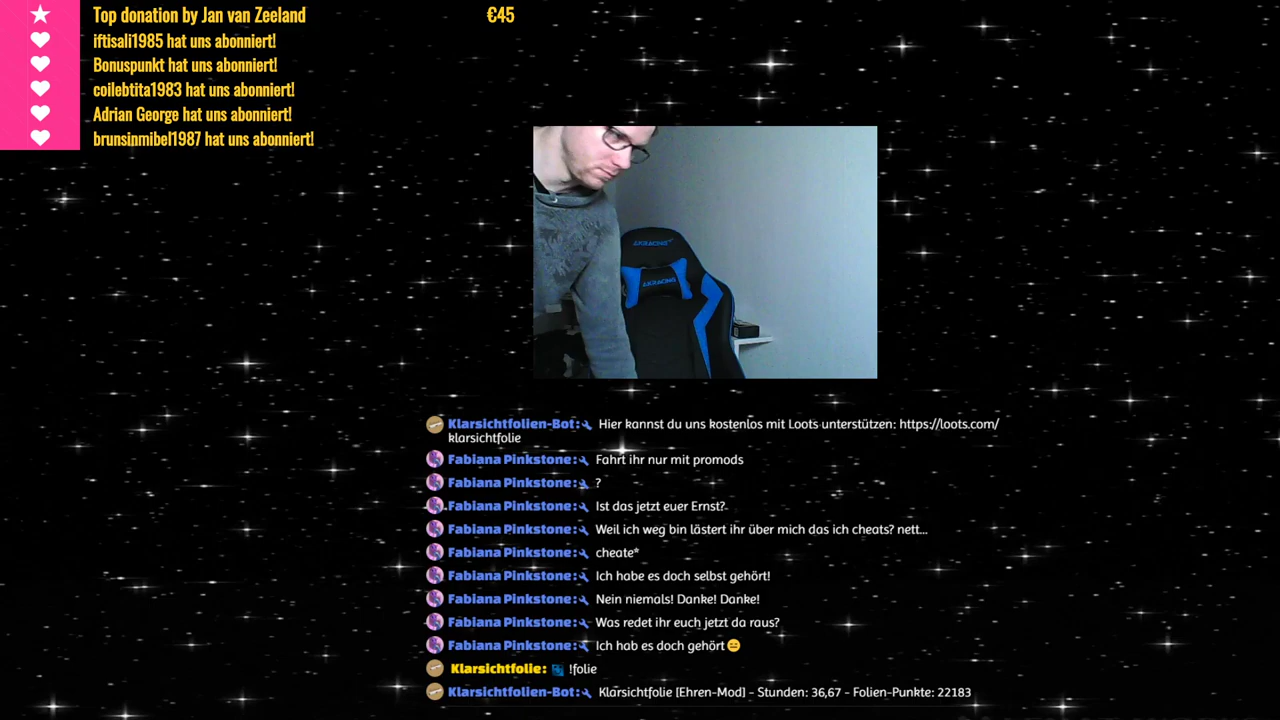 Top donation by Jan van Zeeland €45
iftisali1985 hat uns abonniert!
Bonuspunkt hat uns abonniert!
coilebtita1983 hat uns abonniert!
Adrian George hat uns abonniert!
brunsinmibel1987 hat uns abonniert!
AKRACING
AKRACING
Klarsichtfolien-Bot: Hier kannst du uns kostenlos mit Loots unterstützen: https://loots.com/
klarsichtfolie
Fabiana Pinkstone: Fahrt ihr nur mit promods
Fabiana Pinkstone: ?
Fabiana Pinkstone: Ist das jetzt euer Ernst?
Fabiana Pinkstone: Weil ich weg bin lästert ihr über mich das ich cheats? nett...
Fabiana Pinkstone: cheate*
Fabiana Pinkstone: Ich habe es doch selbst gehört!
Fabiana Pinkstone: Nein niemals! Danke! Danke!
Fabiana Pinkstone: Was redet ihr euch jetzt da raus?
Fabiana Pinkstone: Ich hab es doch gehört😑
Klarsichtfolie: !folie
Klarsichtfolien-Bot: Klarsichtfolie [Ehren-Mod] - Stunden: 36,67 - Folien-Punkte: 22183